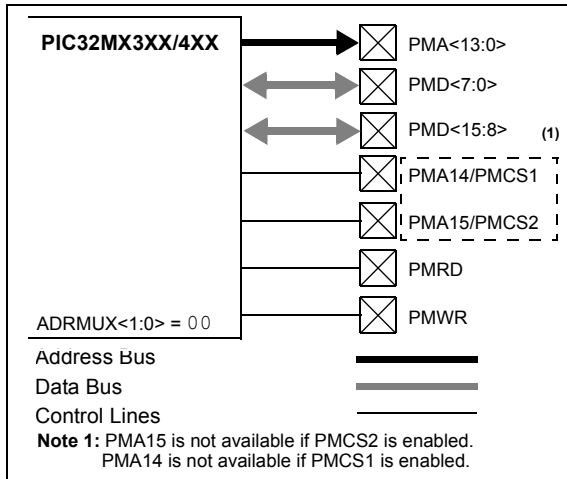 PIC32MX3XX/4XX
PMA<13:0>
PMD<7:0>
PMD<15:8> (1)
PMA14/PMCS1
PMA15/PMCS2
PMRD
ADRMUX<1:0> = 00
PMWR
Address Bus
Data Bus
Control Lines
Note 1: PMA15 is not available if PMCS2 is enabled.
PMA14 is not available if PMCS1 is enabled.